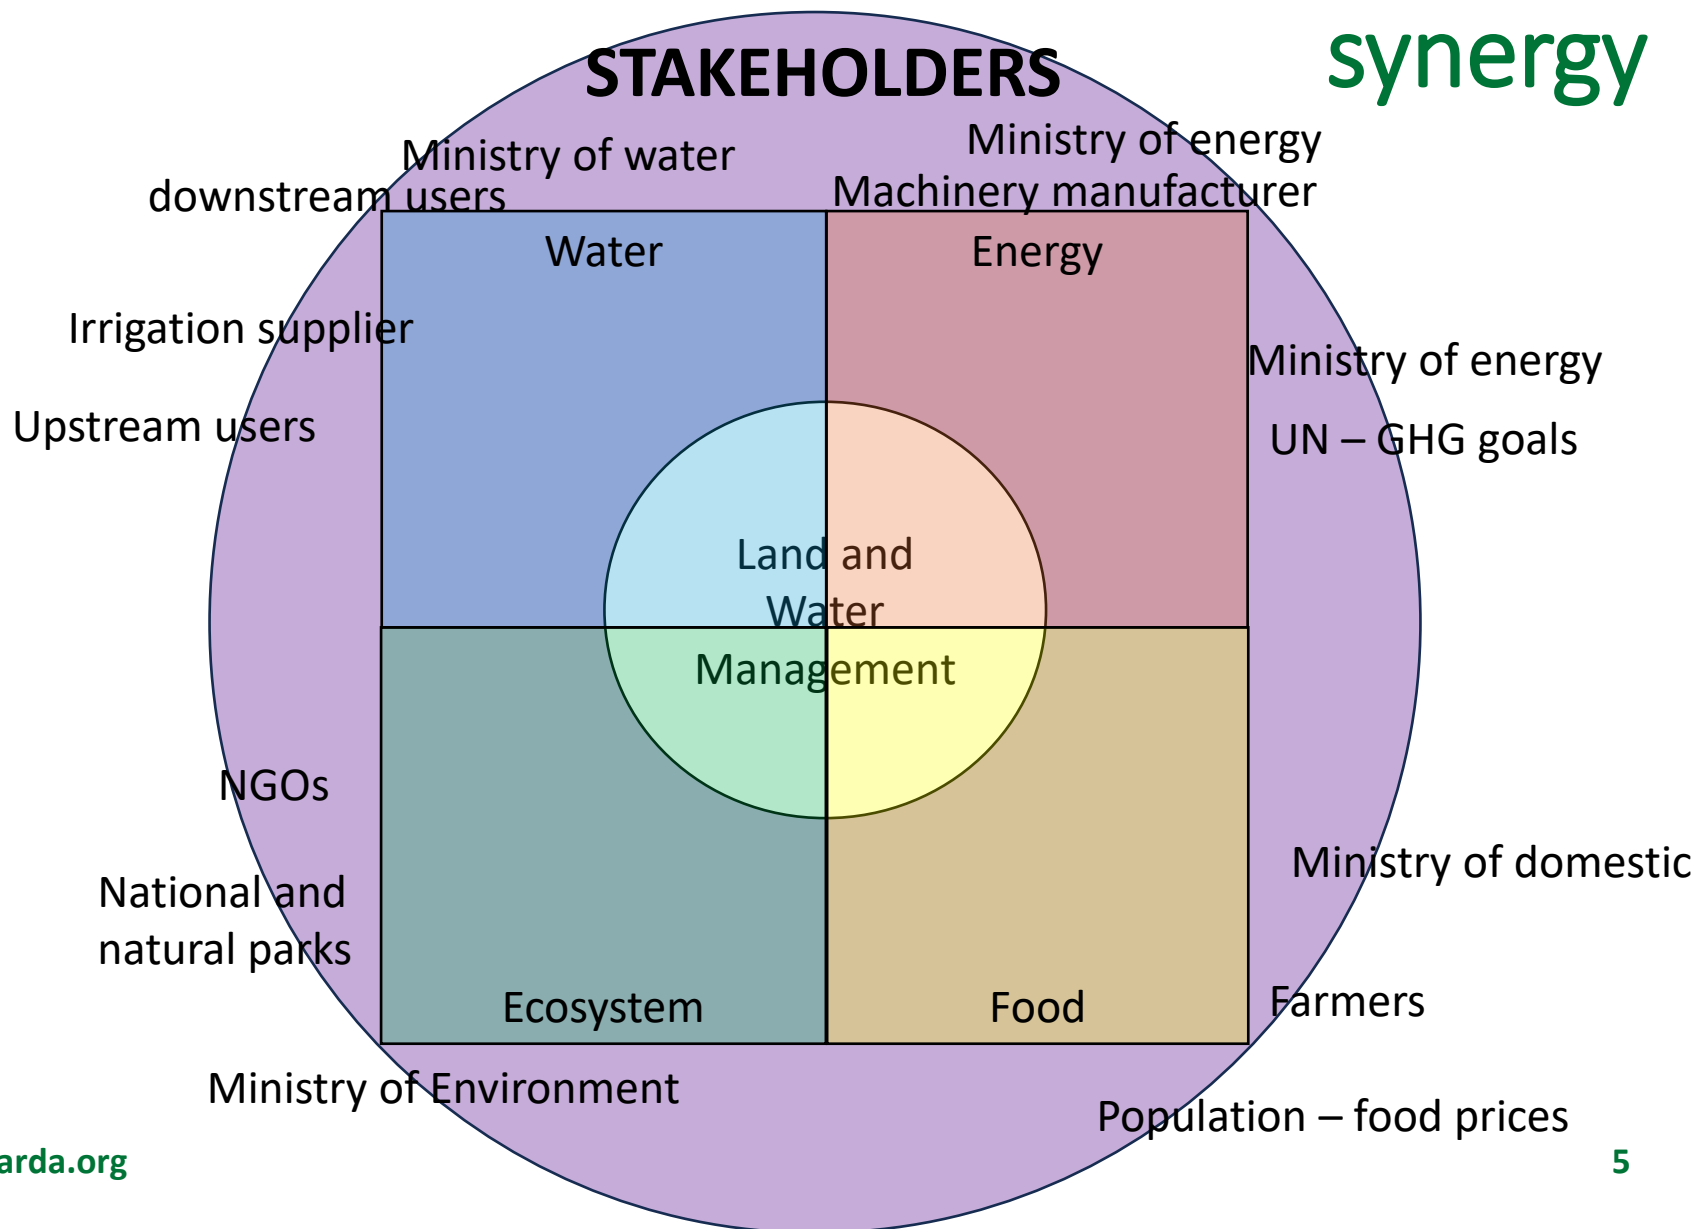 STAKEHOLDERS
synergy
Ministry of water
Ministry of energy
downstream users
Machinery manufacturer
Water
Energy
Irrigation supplier
Ministry of energy
Upstream users
UN – GHG goals
Land and
Water
Management
NGOs
Ministry of domestic
National and
natural parks
Ecosystem
Food
Farmers
Ministry of Environment
Population – food prices
arda.org
5